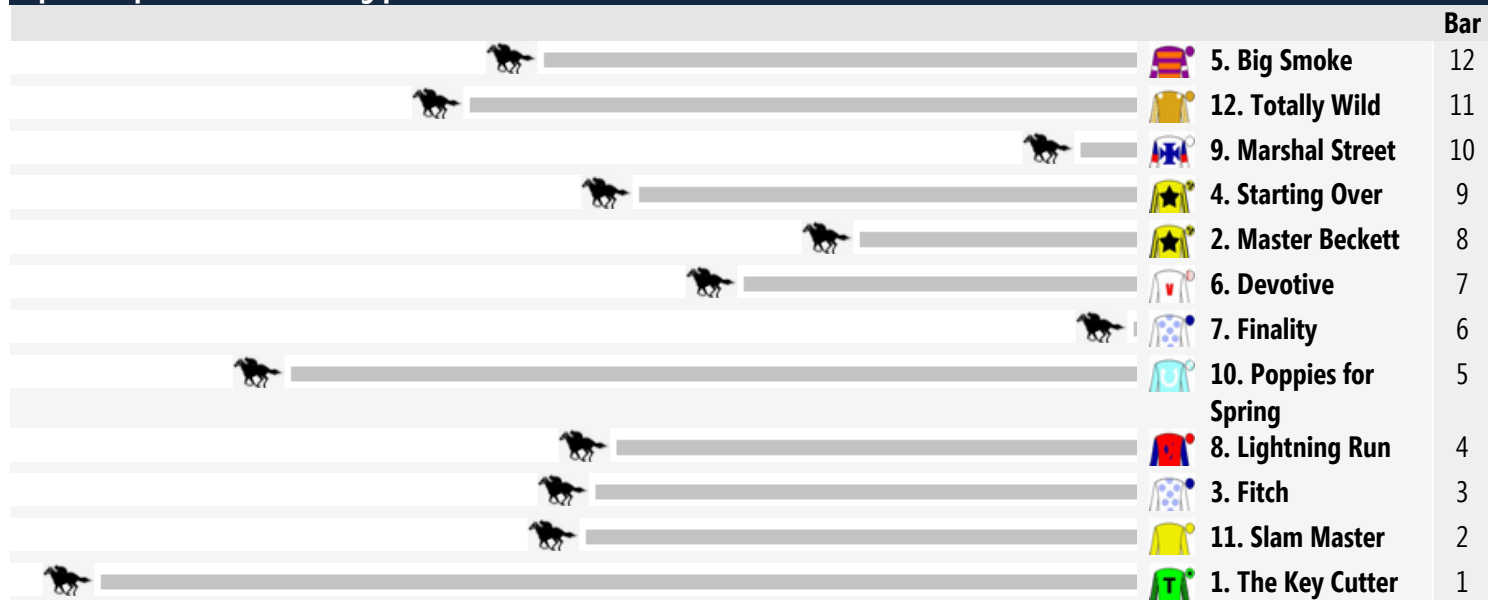 Bar
5. Big Smoke 12
12. Totally Wild 11
9. Marshal Street 10
4. Starting Over 9
2. Master Beckett 8
6. Devotive 7
7. Finality 6
10. Poppies for 5
Spring
8. Lightning Run 4
3. Fitch 3
11. Slam Master 2
T 1. The Key Cutter 1